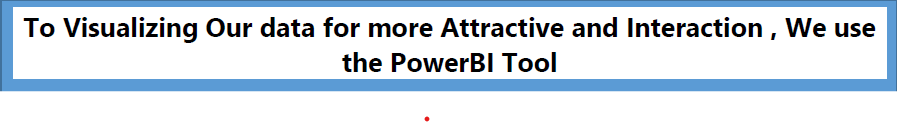 To Visualizing Our data for more Attractive and Interaction , We use
the PowerBI Tool